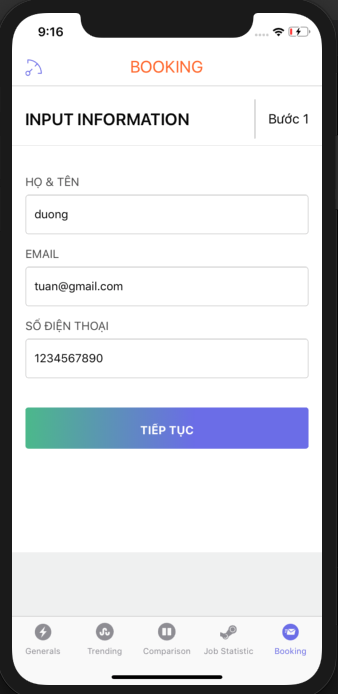 9:16
BOOKING
INPUT INFORMATION
Bước 1
HỌ & TÊN
duong
EMAIL
tuan@gmail.com
SỐ ĐIỆN THOẠI
1234567890
TIẾP TỤC
Generals Trending Comparison Job Statistic Booking